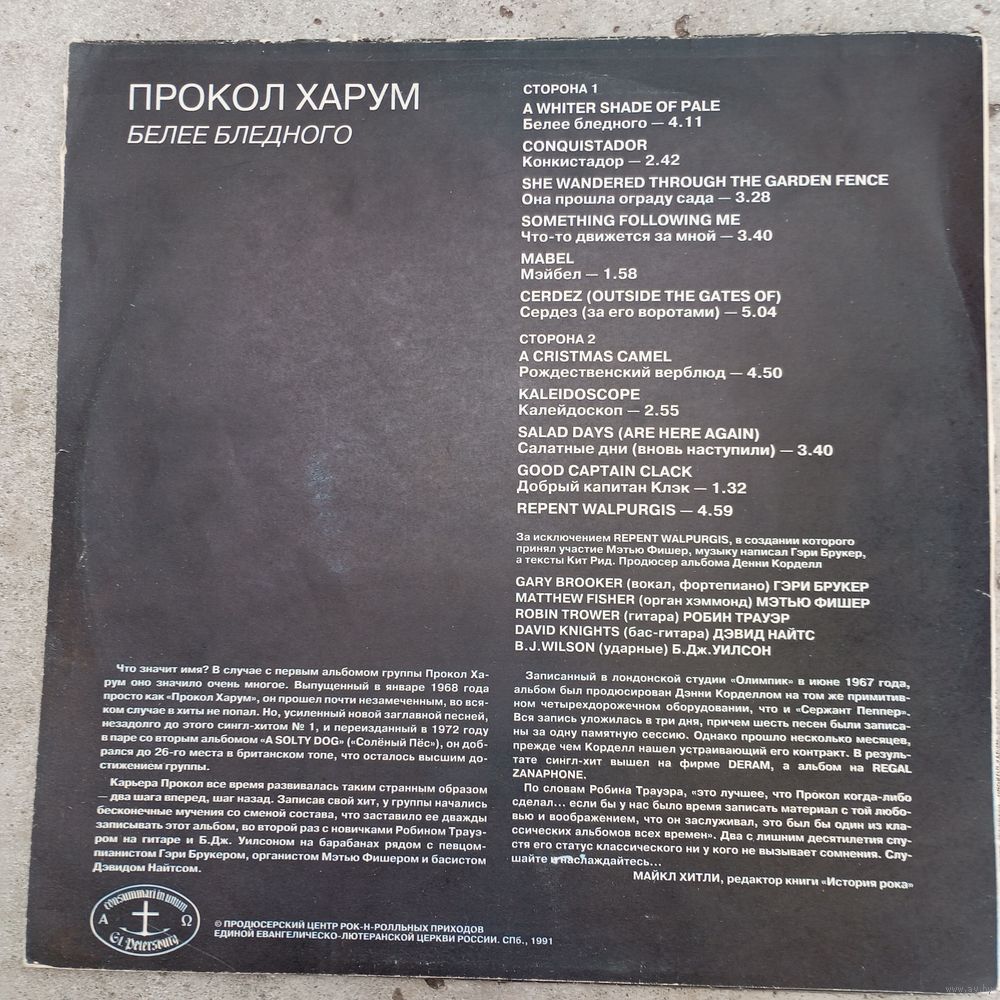 ПРОКОЛ ХАРУМ
БЕЛЕЕ БЛЕДНОГО
СТОРОНА 1
A WHITER SHADE OF PALE
Белее бледного — 4.11
CONQUISTADOR
Конкистадор — 2.42
SHE WANDERED THROUGH THE GARDEN FENCE
Она прошла ограду сада — 3.28
SOMETHING FOLLOWING ME
Что-то движется за мной — 3.40
MABEL
Мэйбел — 1.58
CERDEZ (OUTSIDE THE GATES OF)
Сердез (за его воротами) — 5.04
СТОРОНА 2
A CRISTMAS CAMEL
Рождественский верблюд — 4.50
KALEIDOSCOPE
Калейдоскоп — 2.55
SALAD DAYS (ARE HERE AGAIN)
Салатные дни (вновь наступили) — 3.40
GOOD CAPTAIN CLACK
Добрый капитан Клэк — 1.32
REPENT WALPURGIS — 4.59
За исключением REPENT WALPURGIS, в создании которого
принял участие Мэтью Фишер, музыку написал Гэри Брукер,
а тексты Кит Рид. Продюсер альбома Денни Корделл
GARY BROOKER (вокал, фортепиано) ГЭРИ БРУКЕР
MATTHEW FISHER (орган хэммонд) МЭТЬЮ ФИШЕР
ROBIN TROWER (гитара) РОБИН ТРАУЭР
DAVID KNIGHTS (бас-гитара) ДЭВИД НАЙТС
B.J.WILSON (ударные) Б.Дж.УИЛСОН
Что значит имя? В случае с первым альбомом группы Прокол Ха-
рум оно значило очень многое. Выпущенный в январе 1968 года
просто как «Прокол Харум», он прошел почти незамеченным, во вся-
ком случае в хиты не попал. Но, усиленный новой заглавной песней,
незадолго до этого сингл-хитом № 1, и переизданный в 1972 году
в паре со вторым альбомом «A SOLTY DOG» («Солёный Пёс»), он доб-
рался до 26-го места в британском топе, что осталось высшим до-
стижением группы.
Карьера Прокол все время развивалась таким странным образом
— два шага вперед, шаг назад. Записав свой хит, у группы начались
бесконечные мучения со сменой состава, что заставило ее дважды
записывать этот альбом, во второй раз с новичками Робином Трауэ-
ром на гитаре и Б.Дж. Уилсоном на барабанах рядом с певцом-
пианистом Гэри Брукером, органистом Мэтью Фишером и басистом
Дэвидом Найтсом.
Записанный в лондонской студии «Олимпик» в июне 1967 года,
альбом был продюсирован Дэнни Корделлом на том же примитив-
ном четырехдорожечном оборудовании, что и «Сержант Пеппер».
Вся запись уложилась в три дня, причем шесть песен были записа-
ны за одну памятную сессию. Однако прошло несколько месяцев,
прежде чем Корделл нашел устраивающий его контракт. В резуль-
тате сингл-хит вышел на фирме DERAM, а альбом на REGAL
ZANAPHONE.
По словам Робина Трауэра, «это лучшее, что Прокол когда-либо
сделал... если бы у нас было время записать материал с той любо-
вью и воображением, что он заслуживал, это был бы один из кла-
ссических альбомов всех времен». Два с лишним десятилетия спу-
стя его статус классического ни у кого не вызывает сомнения. Слу-
шайте и наслаждайтесь...
МАЙКЛ ХИТЛИ, редактор книги «История рока»
consummari in unum
Α Ω
St. Petersburg
© ПРОДЮСЕРСКИЙ ЦЕНТР РОК-Н-РОЛЛЬНЫХ ПРИХОДОВ
ЕДИНОЙ ЕВАНГЕЛИЧЕСКО-ЛЮТЕРАНСКОЙ ЦЕРКВИ РОССИИ. СПб., 1991
www.ay.by